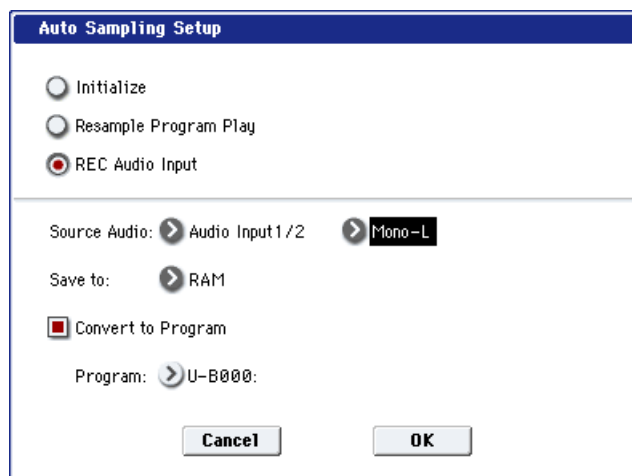 Auto Sampling Setup
Initialize
Resample Program Play
REC Audio Input
Source Audio: Audio Input1/2 Mono-L
Save to: RAM
Convert to Program
Program: U-B000:
Cancel OK